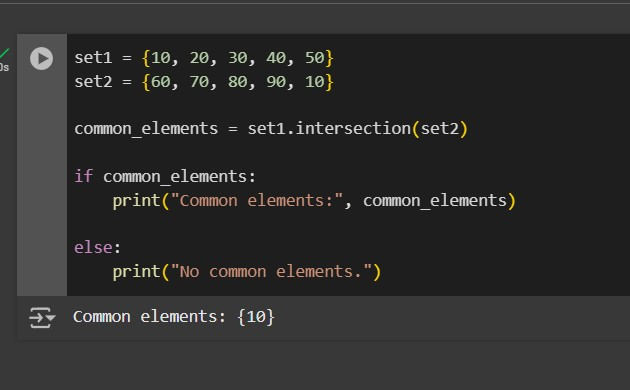 set1 = {10, 20, 30, 40, 50}
0s
set2 = {60, 70, 80, 90, 10}
common_elements = set1.intersection(set2)
if common_elements:
    print("Common elements:", common_elements)
else:
    print("No common elements.")
Common elements: {10}